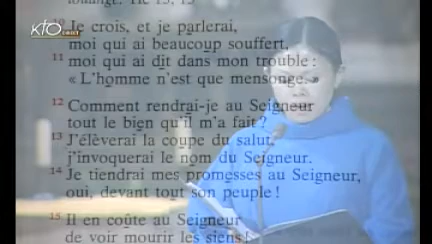 KTO
10 Je crois, et je parlerai,
moi qui ai beaucoup souffert,
11 moi qui ai dit dans mon trouble :
« L'homme n'est que mensonge. »
12 Comment rendrai-je au Seigneur
tout le bien qu'il m'a fait ?
13 J'élèverai la coupe du salut,
j'invoquerai le nom du Seigneur.
14 Je tiendrai mes promesses au Seigneur,
oui, devant tout son peuple !
15 Il en coûte au Seigneur
de voir mourir les siens !